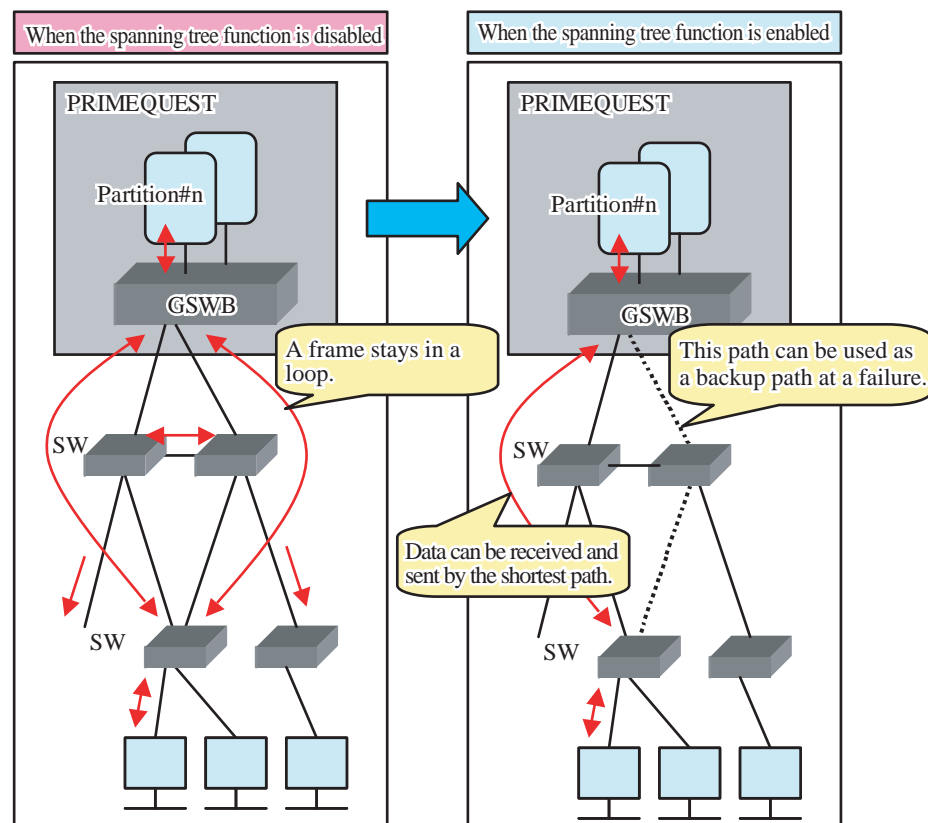 When the spanning tree function is disabled
PRIMEQUEST
Partition#n
GSWB
A frame stays in a
loop.
SW
SW
When the spanning tree function is enabled
PRIMEQUEST
Partition#n
GSWB
This path can be used as
a backup path at a failure.
SW
Data can be received and
sent by the shortest path.
SW